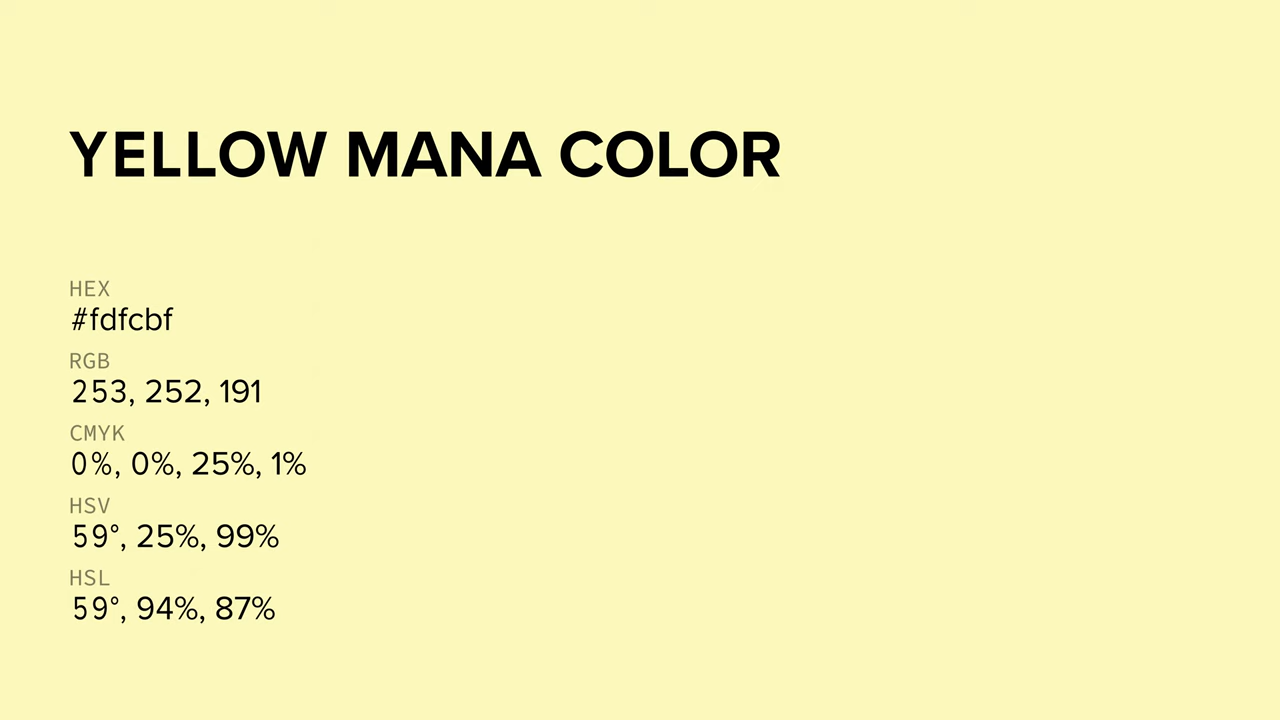 YELLOW MANA COLOR
HEX
#fdfcbf
RGB
253, 252, 191
CMYK
0%, 0%, 25%, 1%
HSV
59°, 25%, 99%
HSL
59°, 94%, 87%